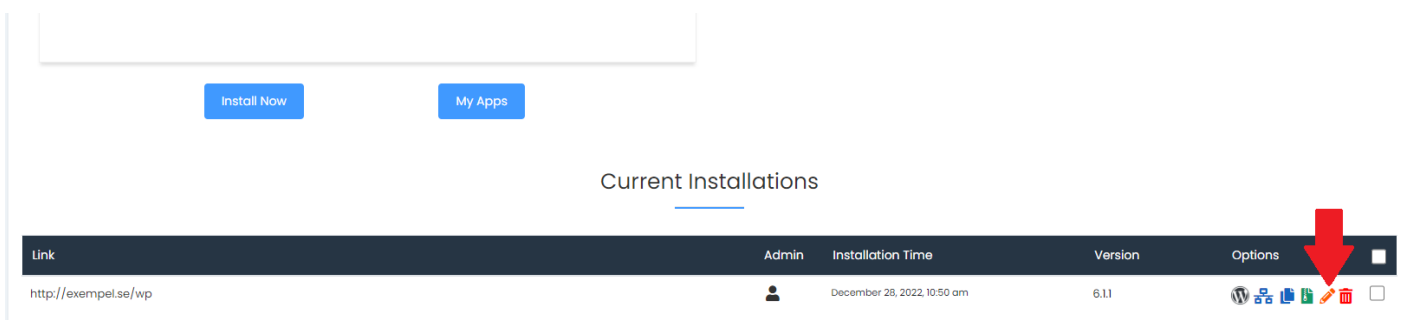 Install Now
My Apps
Current Installations
Link Admin Installation Time Version Options
http://exempel.se/wp December 28, 2022, 10:50 am 6.1.1